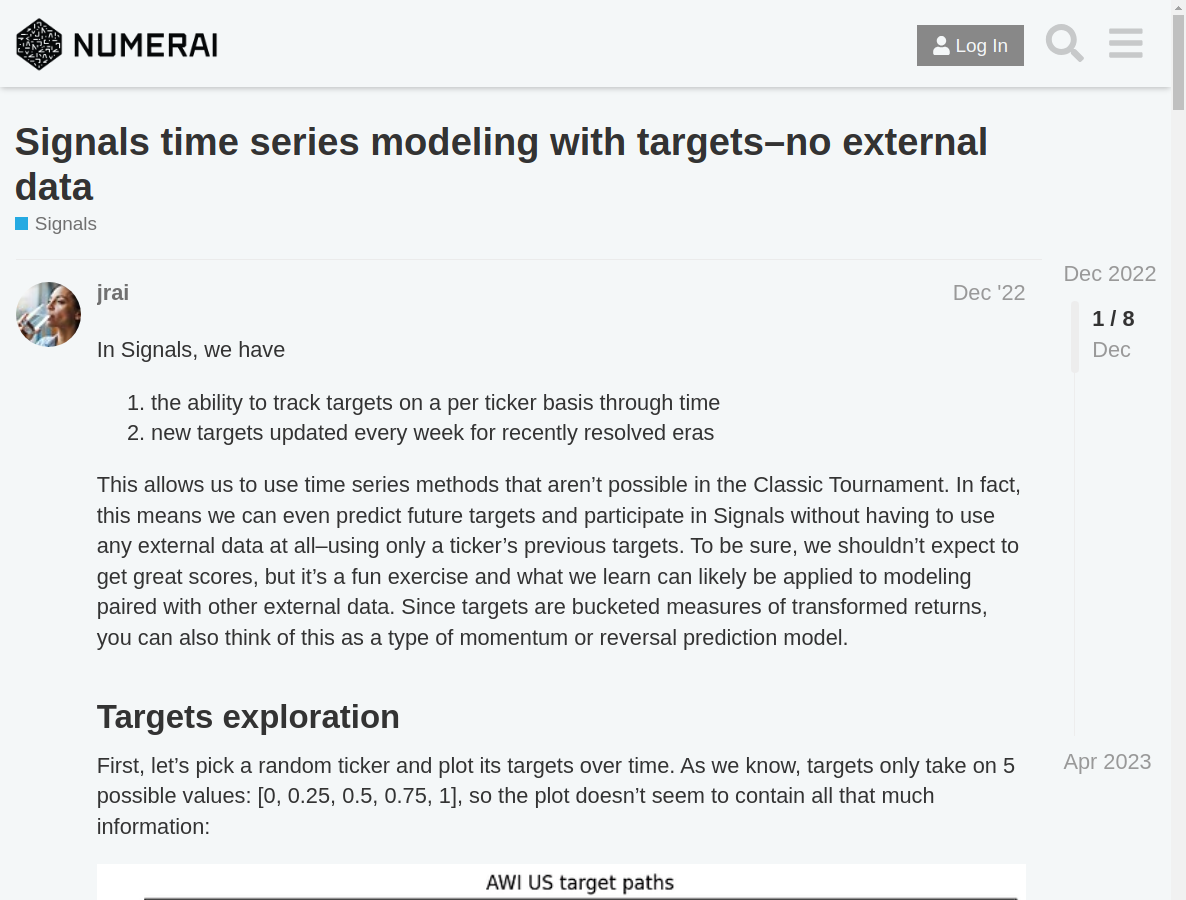 NUMERAI
Log In
Signals time series modeling with targets–no external
data
Signals
jrai
Dec '22
Dec 2022
1 / 8
Dec
In Signals, we have
1. the ability to track targets on a per ticker basis through time
2. new targets updated every week for recently resolved eras
This allows us to use time series methods that aren’t possible in the Classic Tournament. In fact,
this means we can even predict future targets and participate in Signals without having to use
any external data at all–using only a ticker’s previous targets. To be sure, we shouldn’t expect to
get great scores, but it’s a fun exercise and what we learn can likely be applied to modeling
paired with other external data. Since targets are bucketed measures of transformed returns,
you can also think of this as a type of momentum or reversal prediction model.
Targets exploration
First, let’s pick a random ticker and plot its targets over time. As we know, targets only take on 5
possible values: [0, 0.25, 0.5, 0.75, 1], so the plot doesn’t seem to contain all that much
information:
Apr 2023
AWI US target paths